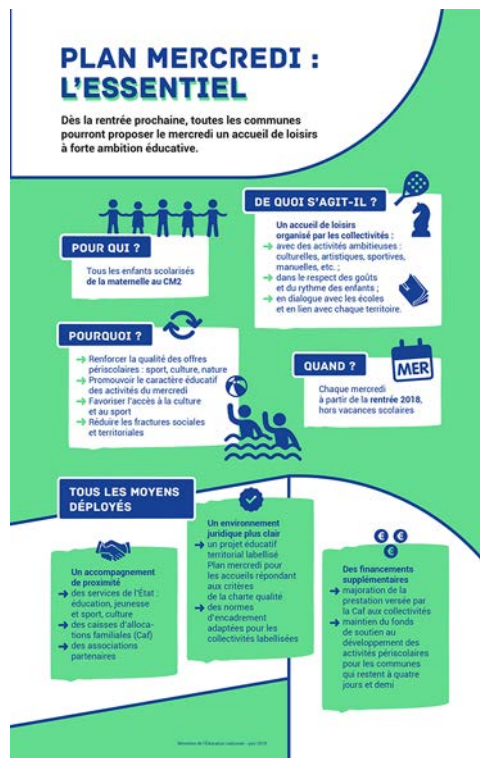 PLAN MERCREDI :
L'ESSENTIEL
Dès la rentrée prochaine, toutes les communes
pourront proposer le mercredi un accueil de loisirs
à forte ambition éducative.
POUR QUI ?
Tous les enfants scolarisés
de la maternelle au CM2
DE QUOI S'AGIT-IL ?
Un accueil de loisirs
organisé par les collectivités :
→ avec des activités ambitieuses :
culturelles, artistiques, sportives,
manuelles, etc. ;
→ dans le respect des goûts
et du rythme des enfants ;
→ en dialogue avec les écoles
et en lien avec chaque territoire.
POURQUOI ?
→ Renforcer la qualité des offres
périscolaires : sport, culture, nature
→ Promouvoir le caractère éducatif
des activités du mercredi
→ Favoriser l'accès à la culture
et au sport
→ Réduire les fractures sociales
et territoriales
QUAND ?
MER
Chaque mercredi
à partir de la rentrée 2018,
hors vacances scolaires
TOUS LES MOYENS
DÉPLOYÉS
Un accompagnement
de proximité
→ des services de l'État :
éducation, jeunesse
et sport, culture
→ des caisses d'alloca-
tions familiales (Caf)
→ des associations
partenaires
Un environnement
juridique plus clair
→ un projet éducatif
territorial labellisé
Plan mercredi pour
les accueils répondant
aux critères
de la charte qualité
→ des normes
d'encadrement
adaptées pour les
collectivités labellisées
€ €
€
Des financements
supplémentaires
→ majoration de la
prestation versée par
la Caf aux collectivités
→ maintien du fonds
de soutien au
développement des
activités périscolaires
pour les communes
qui restent à quatre
jours et demi
Ministère de l'Éducation nationale - juin 2018